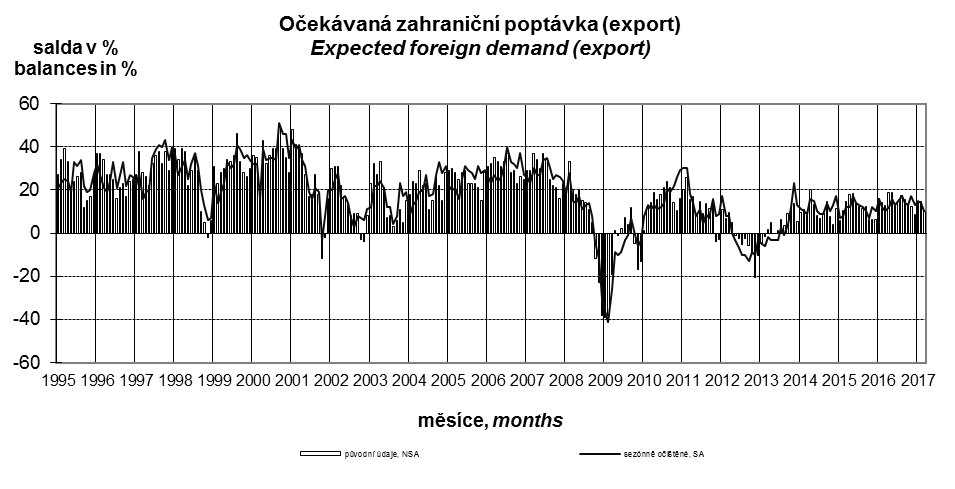 Očekávaná zahraniční poptávka (export)
Expected foreign demand (export)
salda v %
balances in %
60
40
20
0
-20
-40
-60
1995 1996 1997 1998 1999 2000 2001 2002 2003 2004 2005 2006 2007 2008 2009 2010 2011 2012 2013 2014 2015 2016 2017
měsíce, months
původní údaje, NSA
sezónně očištěné, SA